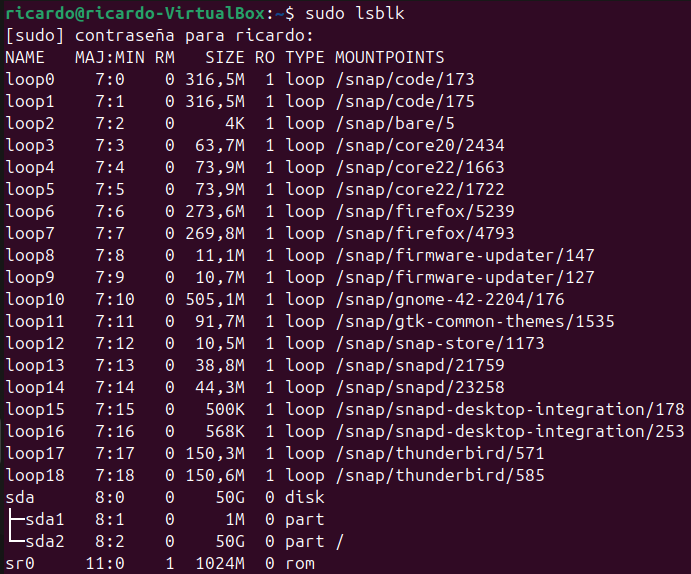 ricardo@ricardo-VirtualBox:~$ sudo lsblk
[sudo] contraseña para ricardo:
NAME   MAJ:MIN RM   SIZE RO TYPE MOUNTPOINTS
loop0    7:0    0 316,5M  1 loop /snap/code/173
loop1    7:1    0 316,5M  1 loop /snap/code/175
loop2    7:2    0     4K  1 loop /snap/bare/5
loop3    7:3    0  63,7M  1 loop /snap/core20/2434
loop4    7:4    0  73,9M  1 loop /snap/core22/1663
loop5    7:5    0  73,9M  1 loop /snap/core22/1722
loop6    7:6    0 273,6M  1 loop /snap/firefox/5239
loop7    7:7    0 269,8M  1 loop /snap/firefox/4793
loop8    7:8    0  11,1M  1 loop /snap/firmware-updater/147
loop9    7:9    0  10,7M  1 loop /snap/firmware-updater/127
loop10   7:10   0 505,1M  1 loop /snap/gnome-42-2204/176
loop11   7:11   0  91,7M  1 loop /snap/gtk-common-themes/1535
loop12   7:12   0  10,5M  1 loop /snap/snap-store/1173
loop13   7:13   0  38,8M  1 loop /snap/snapd/21759
loop14   7:14   0  44,3M  1 loop /snap/snapd/23258
loop15   7:15   0   500K  1 loop /snap/snapd-desktop-integration/178
loop16   7:16   0   568K  1 loop /snap/snapd-desktop-integration/253
loop17   7:17   0 150,3M  1 loop /snap/thunderbird/571
loop18   7:18   0 150,6M  1 loop /snap/thunderbird/585
sda      8:0    0    50G  0 disk
├─sda1   8:1    0     1M  0 part
└─sda2   8:2    0    50G  0 part /
sr0     11:0    1  1024M  0 rom